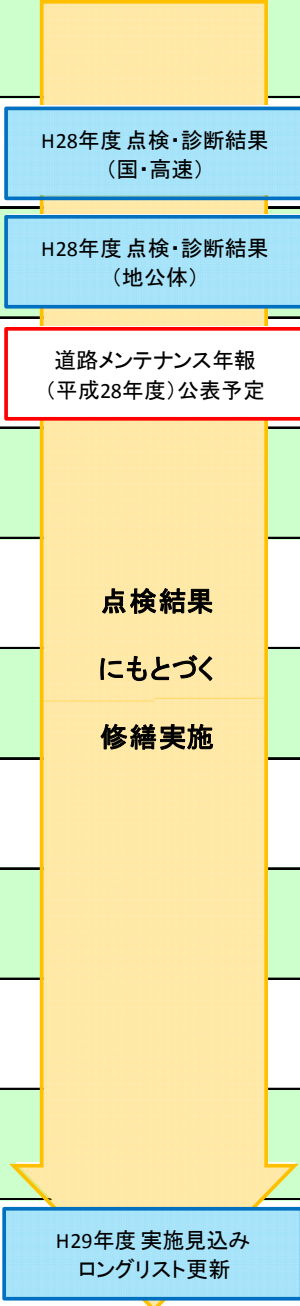 H28年度 点検・診断結果
（国・高速）
H28年度 点検・診断結果
（地公体）
道路メンテナンス年報
（平成28年度）公表予定
点検結果
にもとづく
修繕実施
H29年度 実施見込み
ロングリスト更新